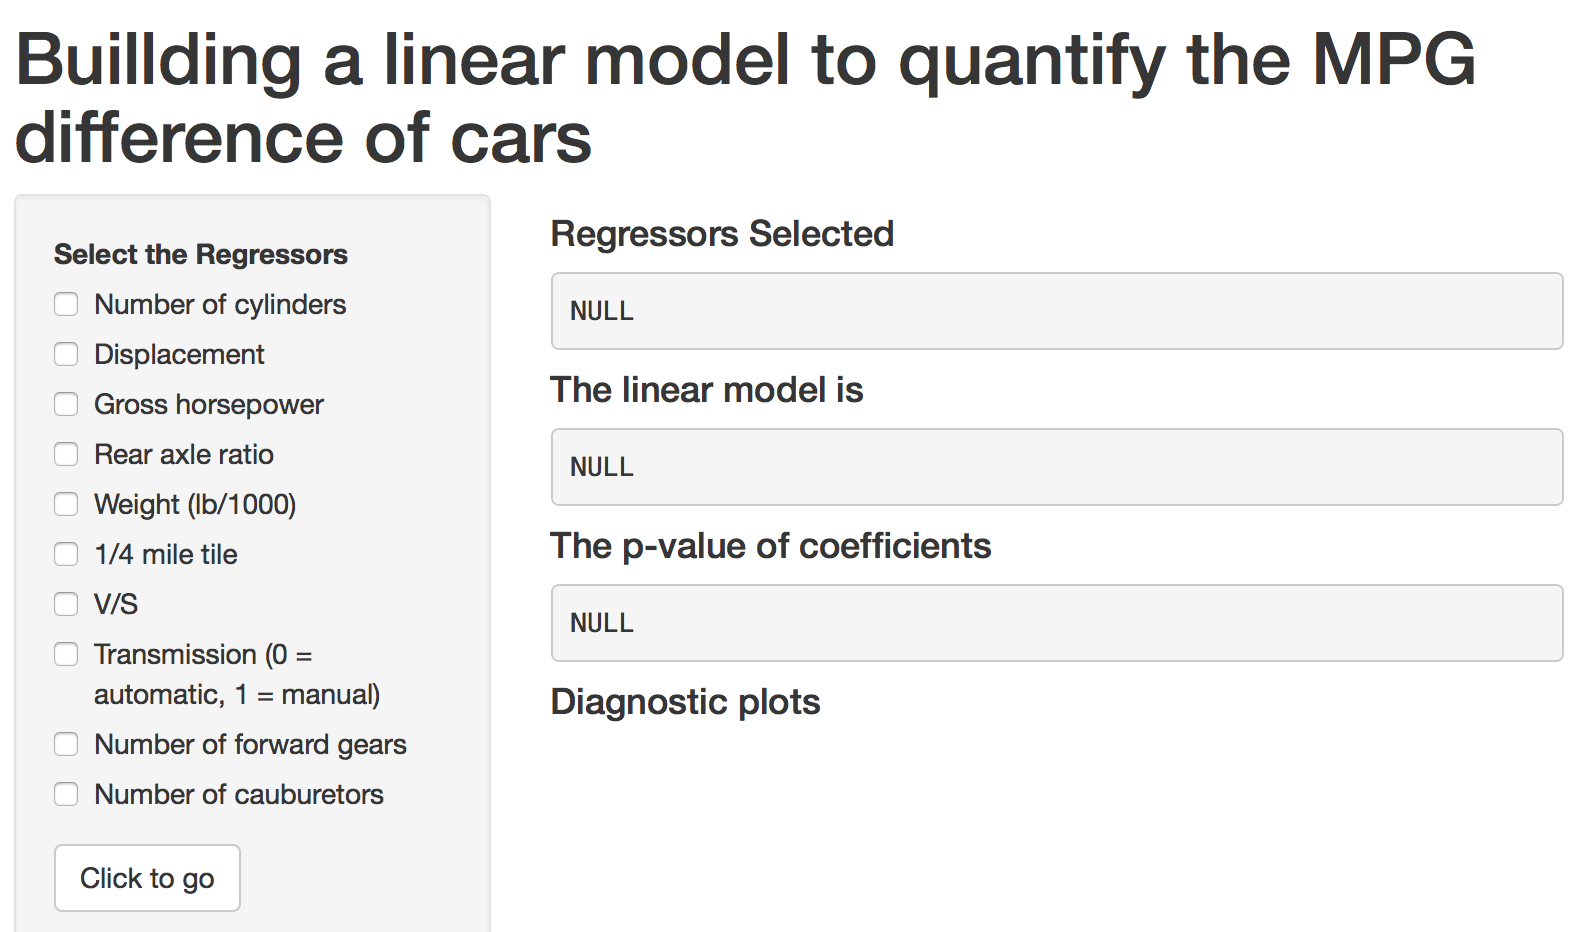 Buillding a linear model to quantify the MPG
difference of cars
Select the Regressors
Number of cylinders
Displacement
Gross horsepower
Rear axle ratio
Weight (lb/1000)
1/4 mile tile
V/S
Transmission (0 =
automatic, 1 = manual)
Number of forward gears
Number of cauburetors
Click to go
Regressors Selected
NULL
The linear model is
NULL
The p-value of coefficients
NULL
Diagnostic plots